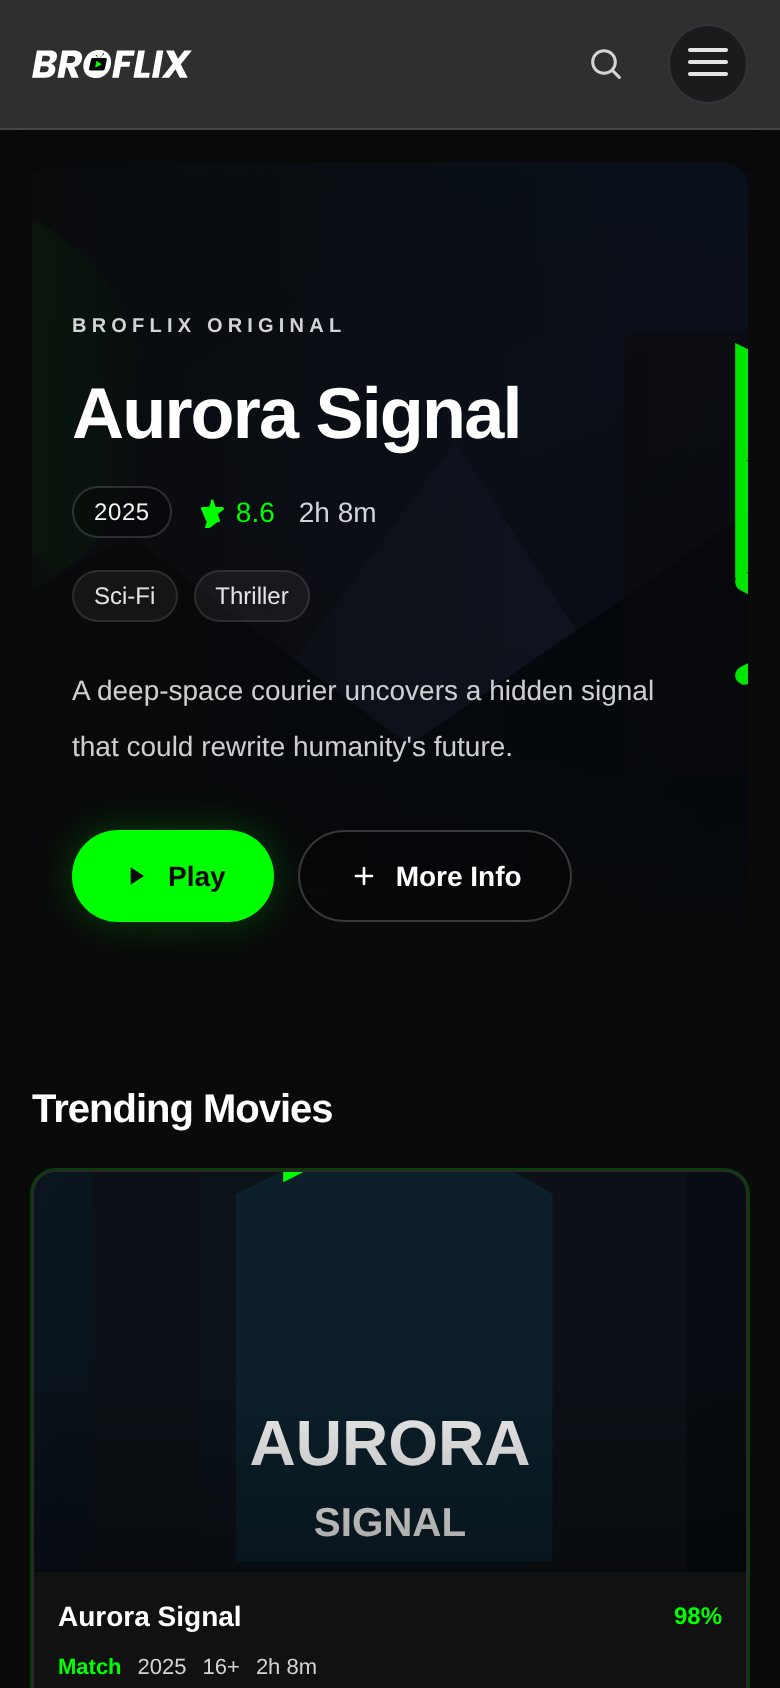 BROFLIX
BROFLIX ORIGINAL
Aurora Signal
2025 8.6 2h 8m
Sci-Fi Thriller
A deep-space courier uncovers a hidden signal
that could rewrite humanity's future.
Play More Info
Trending Movies
AURORA
SIGNAL
Aurora Signal 98%
Match 2025 16+ 2h 8m